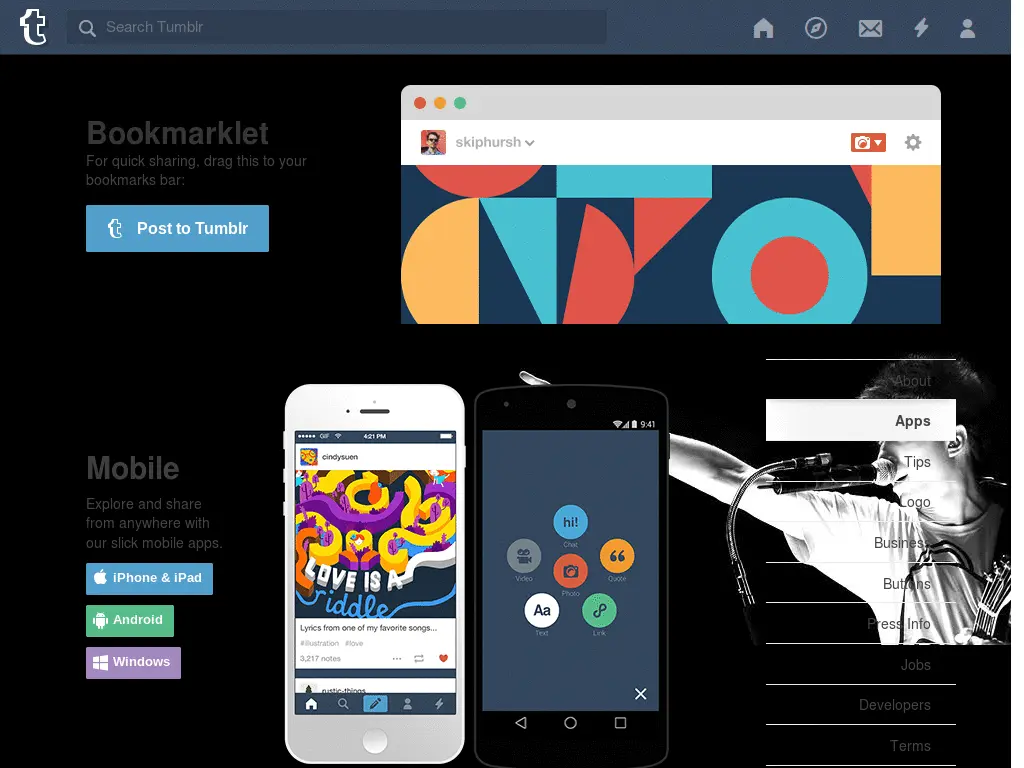 Search Tumblr
Bookmarklet
For quick sharing, drag this to your
bookmarks bar:
Post to Tumblr
skiphursh
Mobile
Explore and share
from anywhere with
our slick mobile apps.
iPhone & iPad
Android
Windows
GIF
4:21 PM
cindysuen
LOVE IS A
riddle
Lyrics from one of my favorite songs...
#illustration #love
3,217 notes
rustic-things
9:41
hi!
Chat
Video
Quote
Photo
Aa
Text
Link
About
Apps
Tips
Logo
Business
Buttons
Press Info
Jobs
Developers
Terms